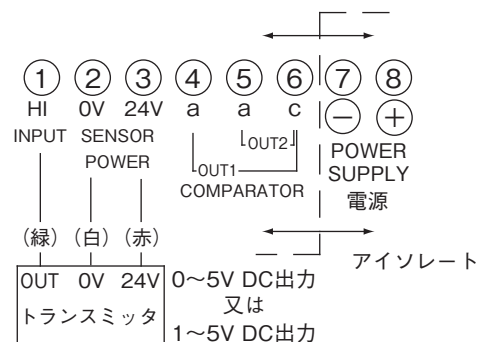 ① ② ③ ④ ⑤ ⑥ ⑦ ⑧
HI 0V 24V a a c － ＋
INPUT SENSOR
POWER
OUT2
OUT1
COMPARATOR
POWER
SUPPLY
電源
(緑) (白) (赤)
アイソレート
OUT 0V 24V
トランスミッタ
0～5V DC出力
又は
1～5V DC出力